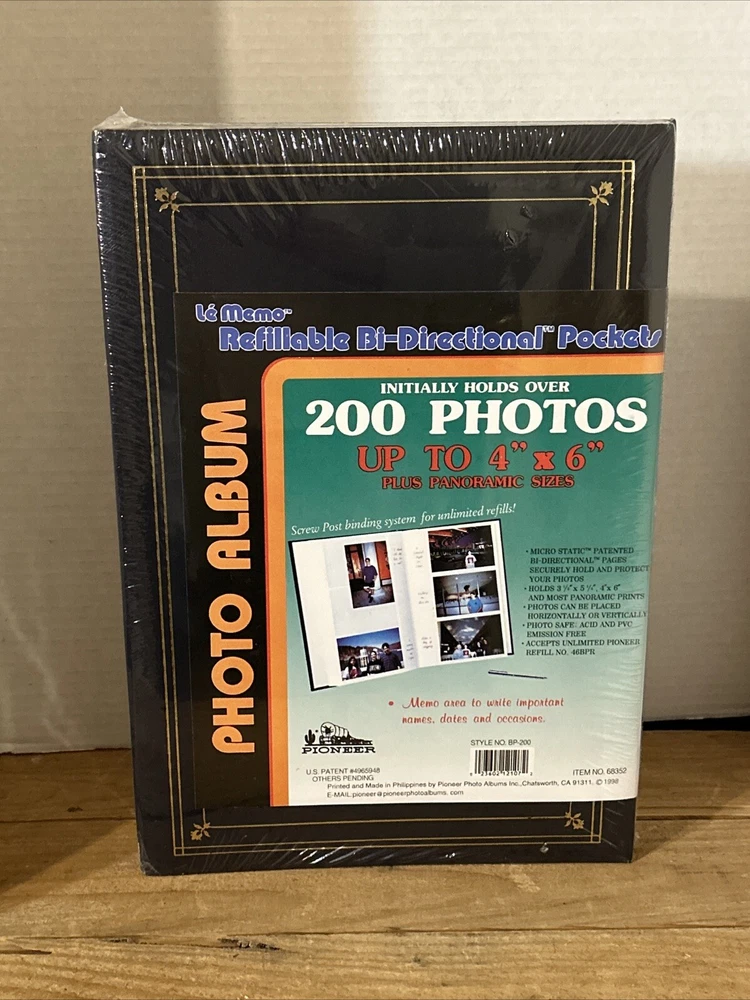 Lé Memo™
Refillable Bi-Directional™ Pockets
PHOTO ALBUM
INITIALLY HOLDS OVER
200 PHOTOS
UP TO 4” x 6”
PLUS PANORAMIC SIZES
Screw Post binding system for unlimited refills!
• MICRO STATIC™ PATENTED
BI-DIRECTIONAL™ PAGES
SECURELY HOLD AND PROTECT
YOUR PHOTOS
• HOLDS 3 ½" x 5 ¼", 4"x 6"
AND MOST PANORAMIC PRINTS
• PHOTOS CAN BE PLACED
HORIZONTALLY OR VERTICALLY
• PHOTO SAFE: ACID AND PVC
EMISSION FREE
• ACCEPTS UNLIMITED PIONEER
REFILL NO. 46BPR
• Memo area to write important
names, dates and occasions.
PIONEER
STYLE NO. BP-200
0 23402 12107
U.S. PATENT #4965948
OTHERS PENDING
ITEM NO. 68352
Printed and Made in Philippines by Pioneer Photo Albums Inc., Chatsworth, CA 91311. © 1998
E-MAIL:pioneer@pioneerphotoalbums.com